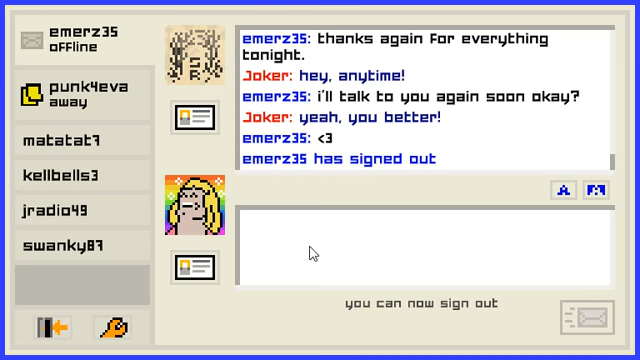 emerz35
offline
punk4eva
away
matatat7
kellbells3
jradio49
swanky87
SR
emerz35: thanks again for everything
tonight.
Joker: hey, anytime!
emerz35: i'll talk to you again soon okay?
Joker: yeah, you better!
emerz35: <3
emerz35 has signed out
A
you can now sign out